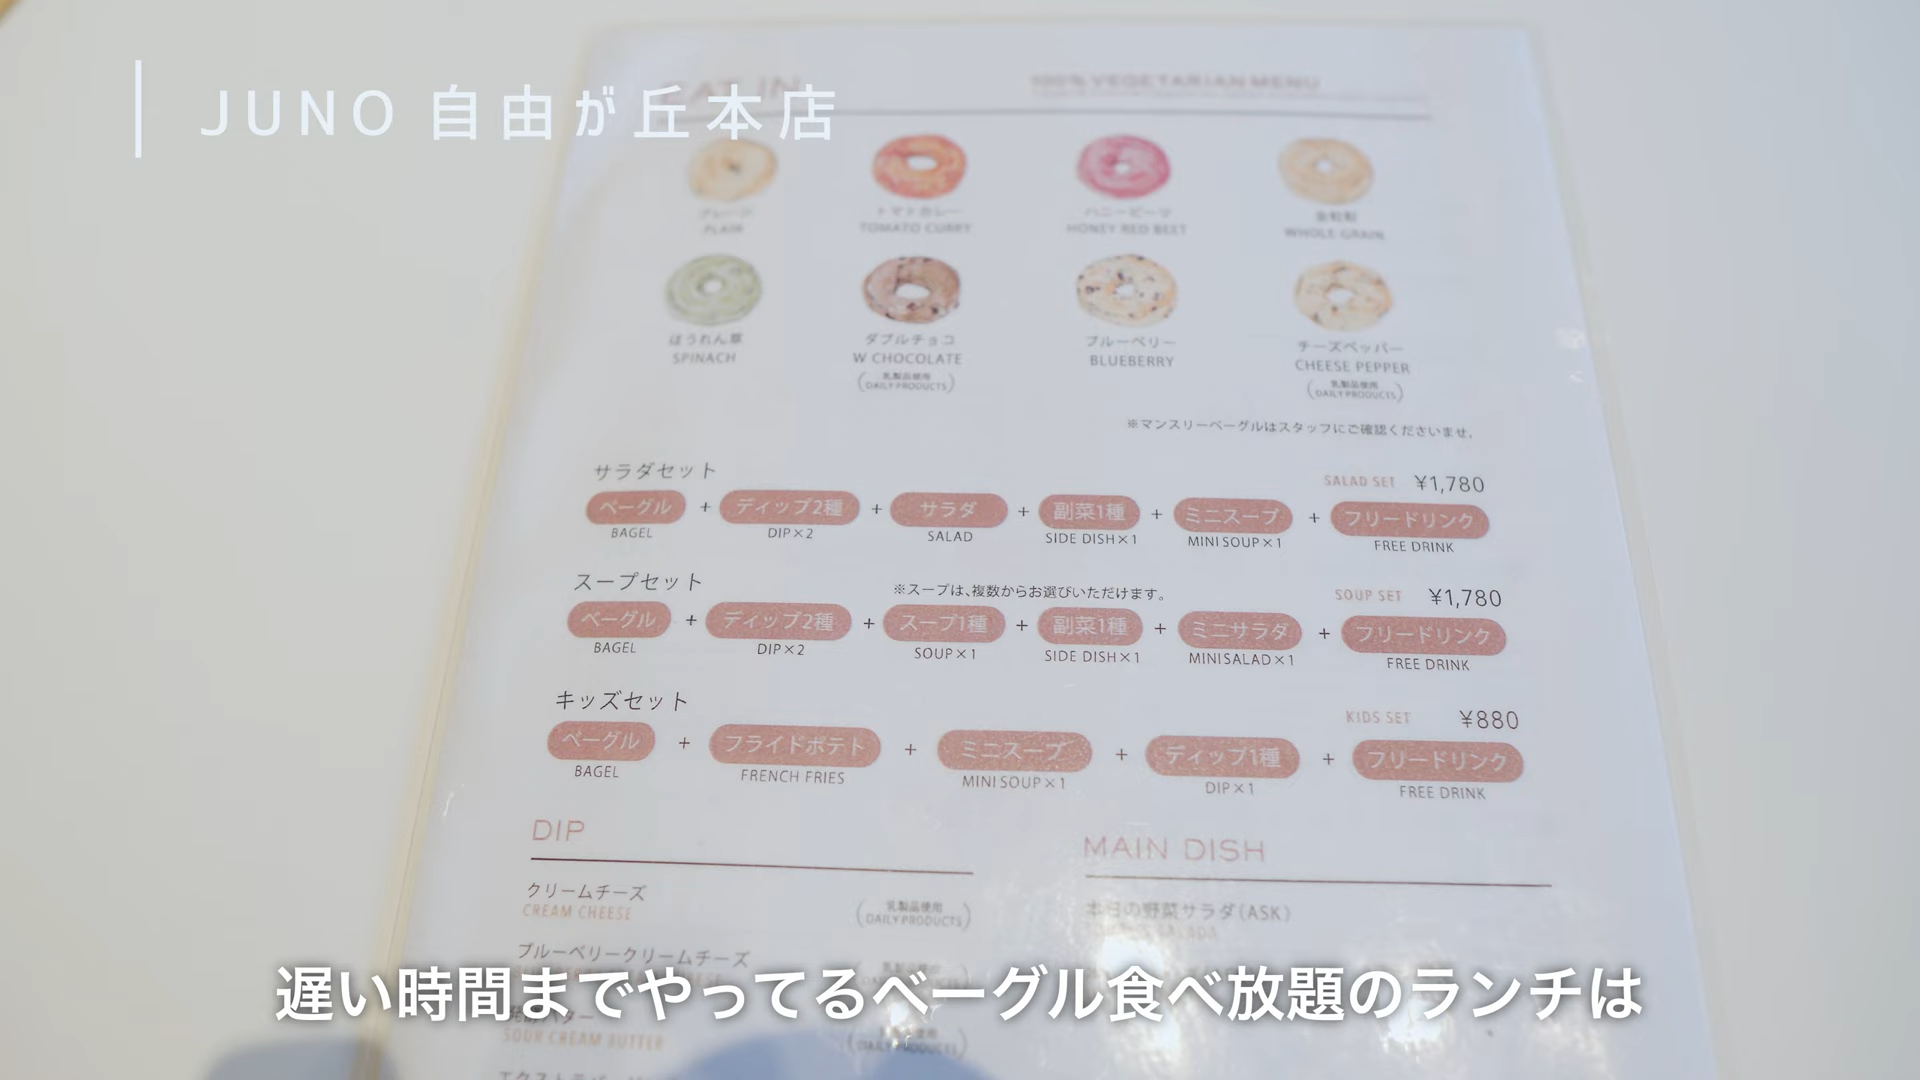 JUNO 自由が丘本店
EAT IN
100% VEGETARIAN MENU
プレーン
PLAIN
トマトカレー
TOMATO CURRY
ハニービーツ
HONEY RED BEET
全粒粉
WHOLE GRAIN
ほうれん草
SPINACH
ダブルチョコ
W CHOCOLATE
乳製品使用
(DAILY PRODUCTS)
ブルーベリー
BLUEBERRY
チーズペッパー
CHEESE PEPPER
乳製品使用
(DAILY PRODUCTS)
※マンスリーベーグルはスタッフにご確認くださいませ。
サラダセット
SALAD SET ¥1,780
ベーグル + ディップ2種 + サラダ + 副菜1種 + ミニスープ + フリードリンク
BAGEL DIP×2 SALAD SIDE DISH×1 MINI SOUP×1 FREE DRINK
スープセット
※スープは、複数からお選びいただけます。
SOUP SET ¥1,780
ベーグル + ディップ2種 + スープ1種 + 副菜1種 + ミニサラダ + フリードリンク
BAGEL DIP×2 SOUP×1 SIDE DISH×1 MINI SALAD×1 FREE DRINK
キッズセット
KIDS SET ¥880
ベーグル + フライドポテト + ミニスープ + ディップ1種 + フリードリンク
BAGEL FRENCH FRIES MINI SOUP×1 DIP×1 FREE DRINK
DIP
クリームチーズ
CREAM CHEESE
乳製品使用
(DAILY PRODUCTS)
ブルーベリークリームチーズ
SOUR CREAM BUTTER
(DAILY PRODUCTS)
MAIN DISH
本日の野菜サラダ(ASK)
遅い時間までやってるベーグル食べ放題のランチは